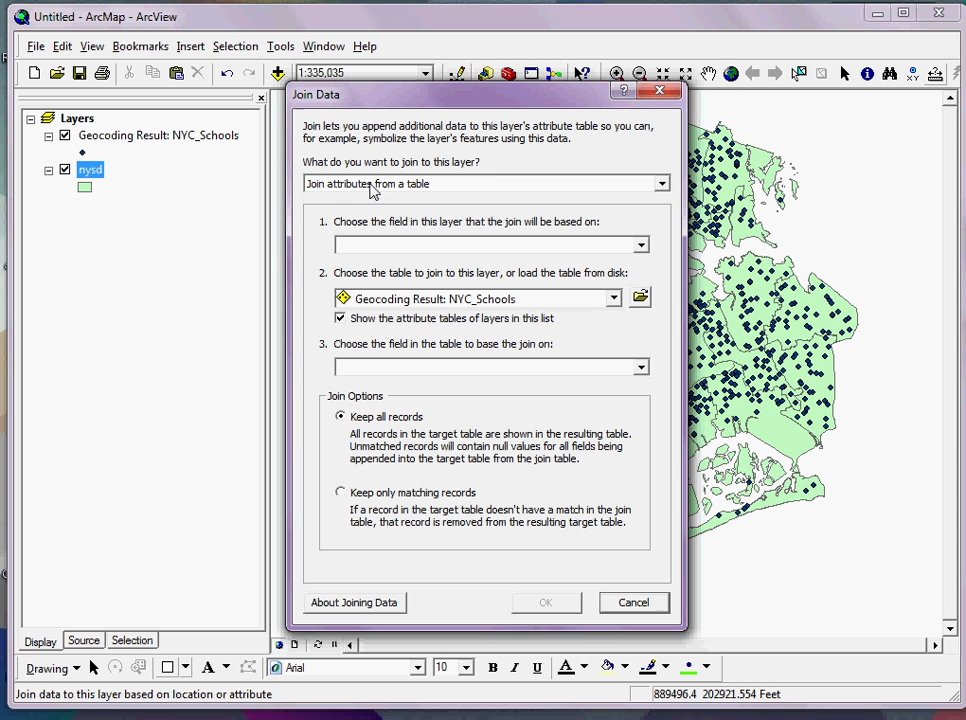 Untitled - ArcMap - ArcView
File Edit View Bookmarks Insert Selection Tools Window Help
1:335,035
Layers
Geocoding Result: NYC_Schools
nysd
Join Data
Join lets you append additional data to this layer's attribute table so you can,
for example, symbolize the layer's features using this data.
What do you want to join to this layer?
Join attributes from a table
1. Choose the field in this layer that the join will be based on:
2. Choose the table to join to this layer, or load the table from disk:
Geocoding Result: NYC_Schools
Show the attribute tables of layers in this list
3. Choose the field in the table to base the join on:
Join Options
Keep all records
All records in the target table are shown in the resulting table.
Unmatched records will contain null values for all fields being
appended into the target table from the join table.
Keep only matching records
If a record in the target table doesn't have a match in the join
table, that record is removed from the resulting target table.
About Joining Data OK Cancel
Display Source Selection
Drawing A Arial 10 B I U A
Join data to this layer based on location or attribute
889496.4 202921.554 Feet